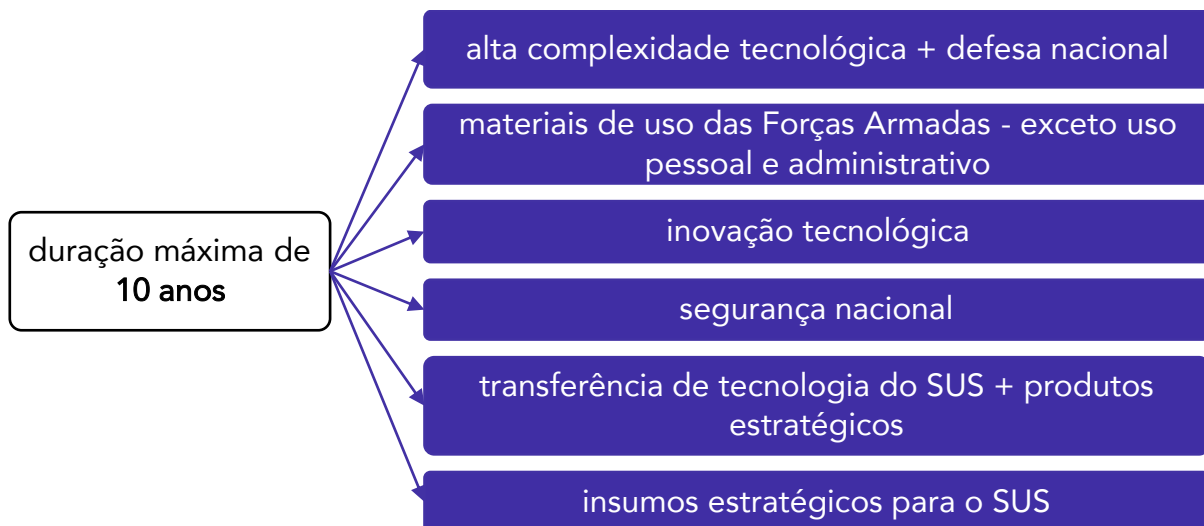 alta complexidade tecnológica + defesa nacional
materiais de uso das Forças Armadas - exceto uso
pessoal e administrativo
inovação tecnológica
duração máxima de
10 anos
segurança nacional
transferência de tecnologia do SUS + produtos
estratégicos
insumos estratégicos para o SUS